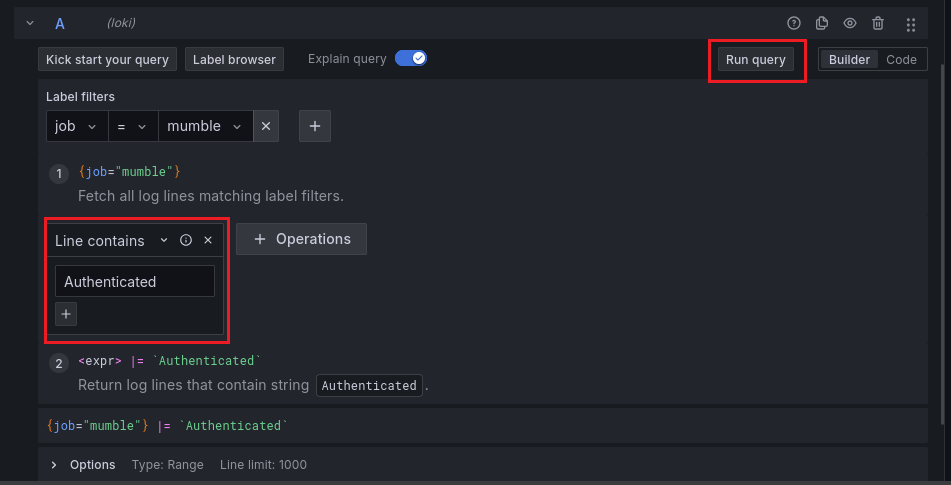 A (loki)
Kick start your query Label browser Explain query Run query Builder Code
Label filters
job = mumble
1 {job="mumble"}
Fetch all log lines matching label filters.
Line contains + Operations
Authenticated
+
2 <expr> |= `Authenticated`
Return log lines that contain string Authenticated .
{job="mumble"} |= `Authenticated`
Options Type: Range Line limit: 1000